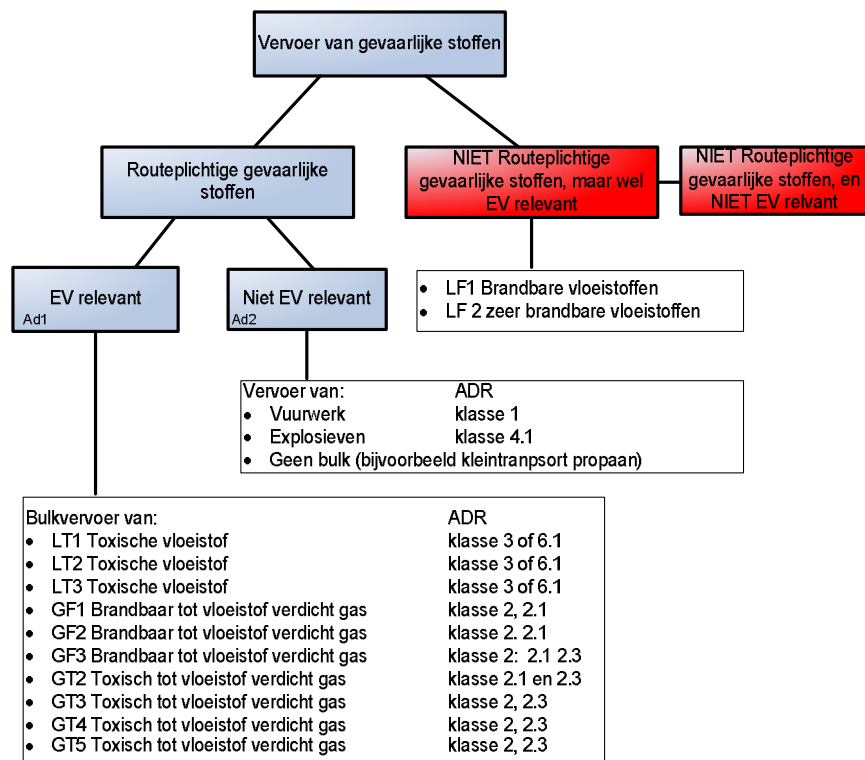 Vervoer van gevaarlijke stoffen
Routeplichtige gevaarlijke
stoffen
NIET Routeplichtige
gevaarlijke stoffen, maar wel
EV relevant
NIET Routeplichtige
gevaarlijke stoffen, en
NIET EV relvant
EV relevant
Ad1
Niet EV relevant
Ad2
• LF1 Brandbare vloeistoffen
• LF 2 zeer brandbare vloeistoffen
Vervoer van: ADR
• Vuurwerk klasse 1
• Explosieven klasse 4.1
• Geen bulk (bijvoorbeeld kleintranpsort propaan)
Bulkvervoer van: ADR
• LT1 Toxische vloeistof klasse 3 of 6.1
• LT2 Toxische vloeistof klasse 3 of 6.1
• LT3 Toxische vloeistof klasse 3 of 6.1
• GF1 Brandbaar tot vloeistof verdicht gas klasse 2, 2.1
• GF2 Brandbaar tot vloeistof verdicht gas klasse 2. 2.1
• GF3 Brandbaar tot vloeistof verdicht gas klasse 2: 2.1 2.3
• GT2 Toxisch tot vloeistof verdicht gas klasse 2.1 en 2.3
• GT3 Toxisch tot vloeistof verdicht gas klasse 2, 2.3
• GT4 Toxisch tot vloeistof verdicht gas klasse 2, 2.3
• GT5 Toxisch tot vloeistof verdicht gas klasse 2, 2.3